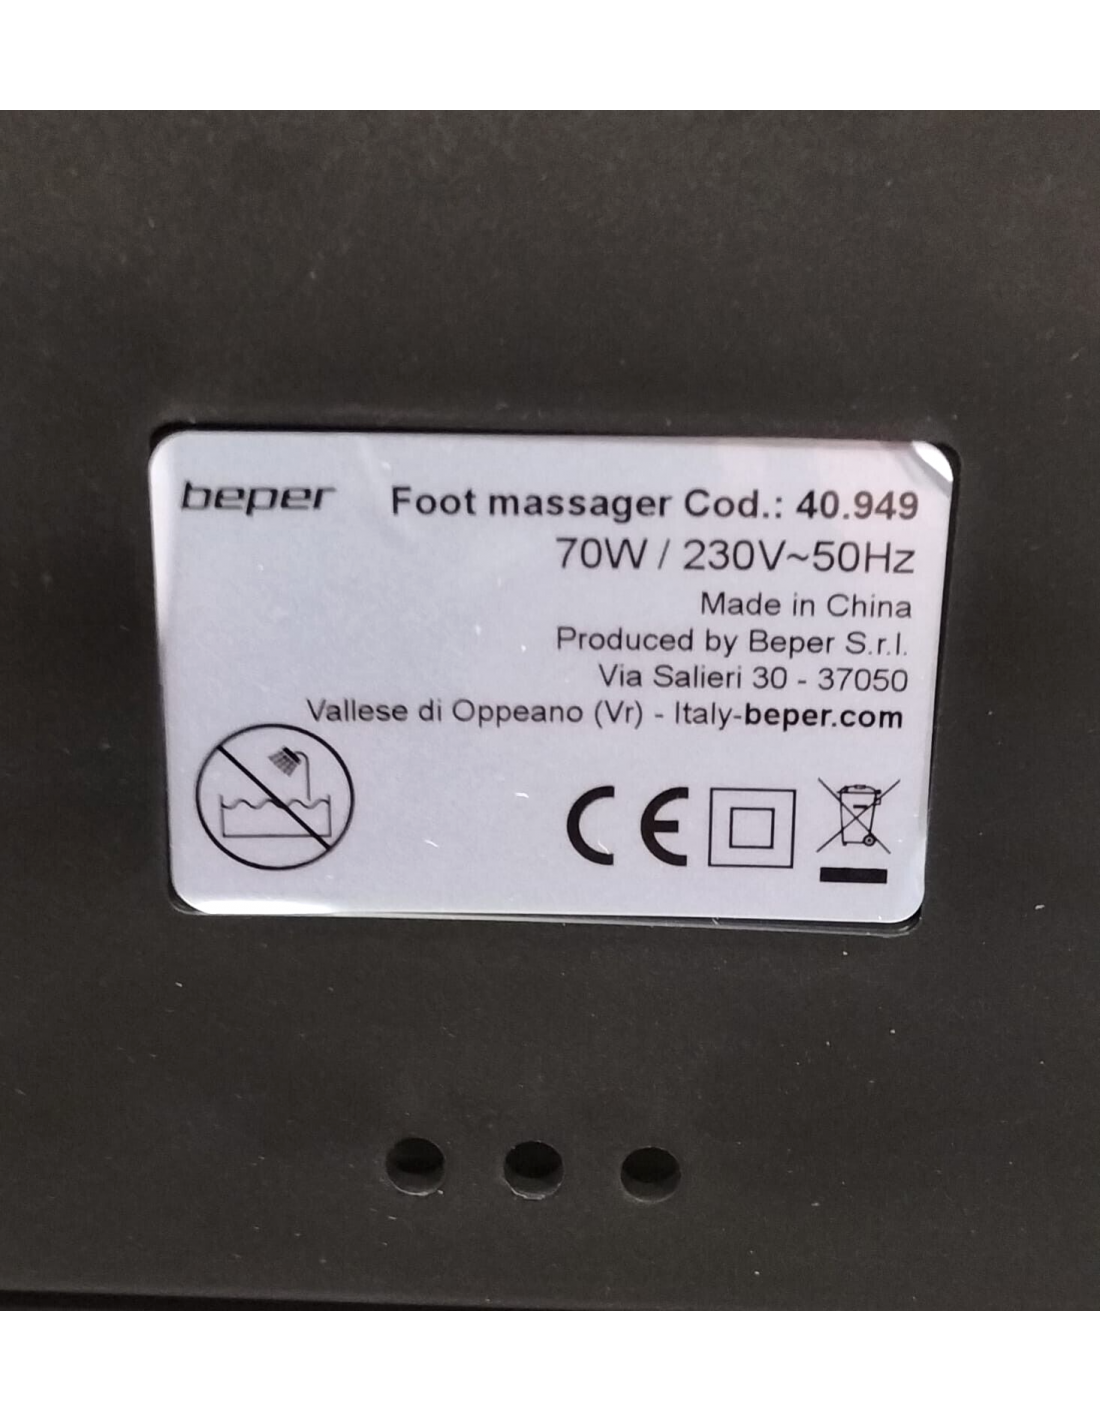 beper Foot massager Cod.: 40.949
70W / 230V~50Hz
Made in China
Produced by Beper S.r.l.
Via Salieri 30 - 37050
Vallese di Oppeano (Vr) - Italy-beper.com
CE